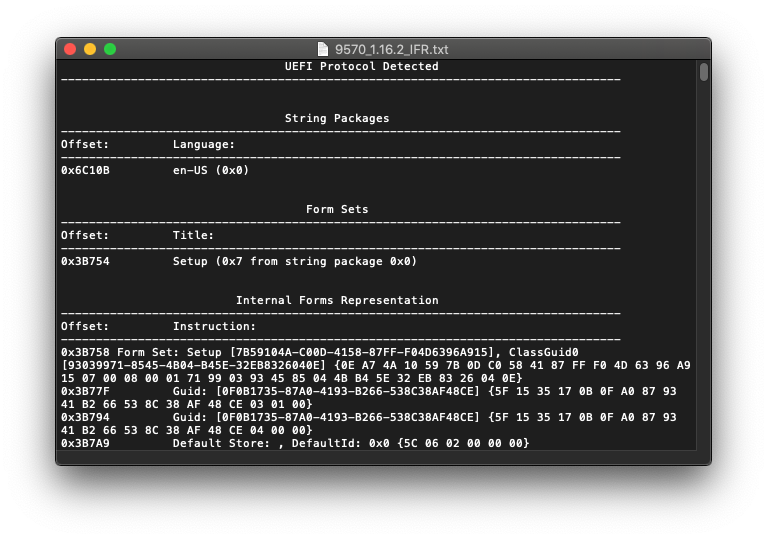 9570_1.16.2_IFR.txt
UEFI Protocol Detected
--------------------------------------------------------------------------------
String Packages
--------------------------------------------------------------------------------
Offset: Language:
--------------------------------------------------------------------------------
0x6C10B en-US (0x0)
Form Sets
--------------------------------------------------------------------------------
Offset: Title:
--------------------------------------------------------------------------------
0x3B754 Setup (0x7 from string package 0x0)
Internal Forms Representation
--------------------------------------------------------------------------------
Offset: Instruction:
--------------------------------------------------------------------------------
0x3B758 Form Set: Setup [7B59104A-C00D-4158-87FF-F04D6396A915], ClassGuid0
[93039971-8545-4B04-B45E-32EB8326040E] {0E A7 4A 10 59 7B 0D C0 58 41 87 FF F0 4D 63 96 A9
15 07 00 08 00 01 71 99 03 93 45 85 04 4B B4 5E 32 EB 83 26 04 0E}
0x3B77F Guid: [0F0B1735-87A0-4193-B266-538C38AF48CE] {5F 15 35 17 0B 0F A0 87 93
41 B2 66 53 8C 38 AF 48 CE 03 01 00}
0x3B794 Guid: [0F0B1735-87A0-4193-B266-538C38AF48CE] {5F 15 35 17 0B 0F A0 87 93
41 B2 66 53 8C 38 AF 48 CE 04 00 00}
0x3B7A9 Default Store: , DefaultId: 0x0 {5C 06 02 00 00 00}